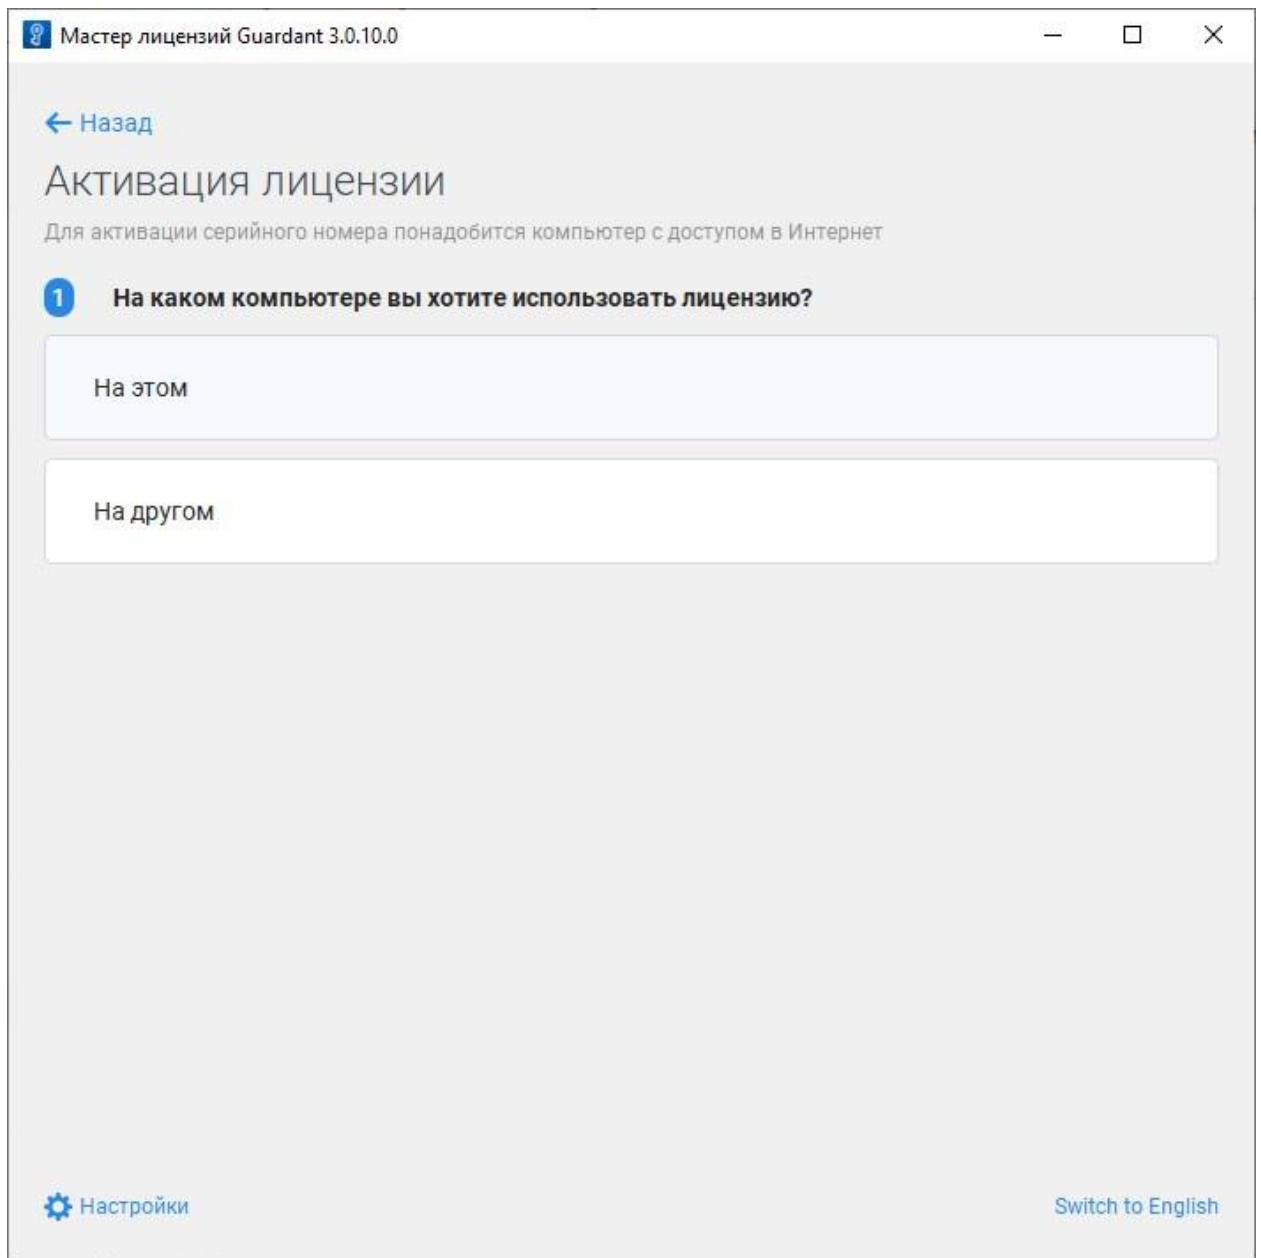 Мастер лицензий Guardant 3.0.10.0
Назад
Активация лицензии
Для активации серийного номера понадобится компьютер с доступом в Интернет
1 На каком компьютере вы хотите использовать лицензию?
На этом
На другом
Настройки
Switch to English